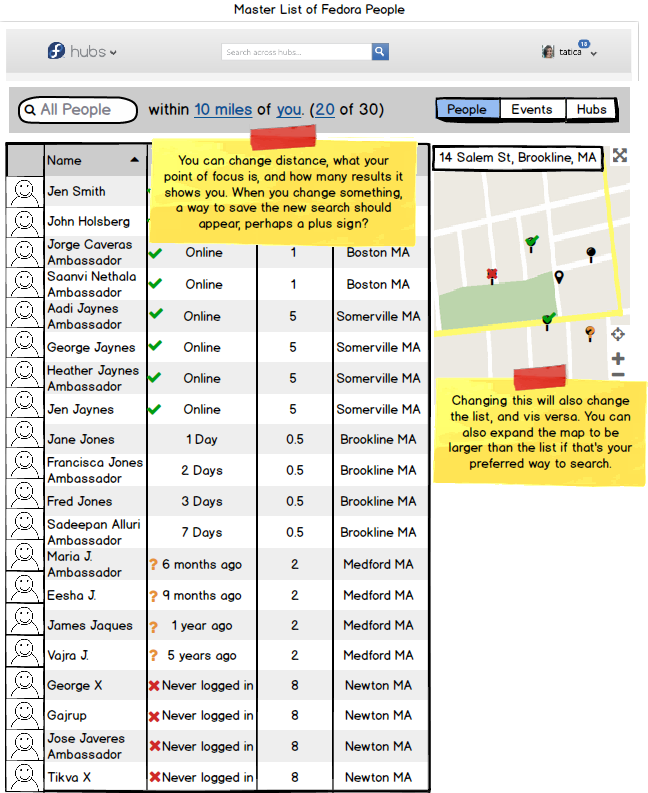 Master List of Fedora People
hubs
Search across hubs...
tatica
18
All People
within 10 miles of you. (20 of 30)
People Events Hubs
Name
You can change distance, what your
point of focus is, and how many results it
shows you. When you change something,
a way to save the new search should
appear, perhaps a plus sign?
14 Salem St, Brookline, MA
Jen Smith
John Holsberg
Jorge Caveras
Ambassador
Online 1 Boston MA
Saanvi Nethala
Ambassador
Online 1 Boston MA
Aadi Jaynes
Ambassador
Online 5 Somerville MA
George Jaynes Online 5 Somerville MA
Heather Jaynes
Ambassador
Online 5 Somerville MA
Jen Jaynes Online 5 Somerville MA
Changing this will also change
the list, and vis versa. You can
also expand the map to be
larger than the list if that's your
preferred way to search.
Jane Jones 1 Day 0.5 Brookline MA
Francisca Jones
Ambassador
2 Days 0.5 Brookline MA
Fred Jones 3 Days 0.5 Brookline MA
Sadeepan Alluri
Ambassador
7 Days 0.5 Brookline MA
Maria J.
Ambassador
? 6 months ago 2 Medford MA
Eesha J. ? 9 months ago 2 Medford MA
James Jaques ? 1 year ago 2 Medford MA
Vajra J. ? 5 years ago 2 Medford MA
George X Never logged in 8 Newton MA
Gajrup Never logged in 8 Newton MA
Jose Javeres
Ambassador
Never logged in 8 Newton MA
Tikva X Never logged in 8 Newton MA